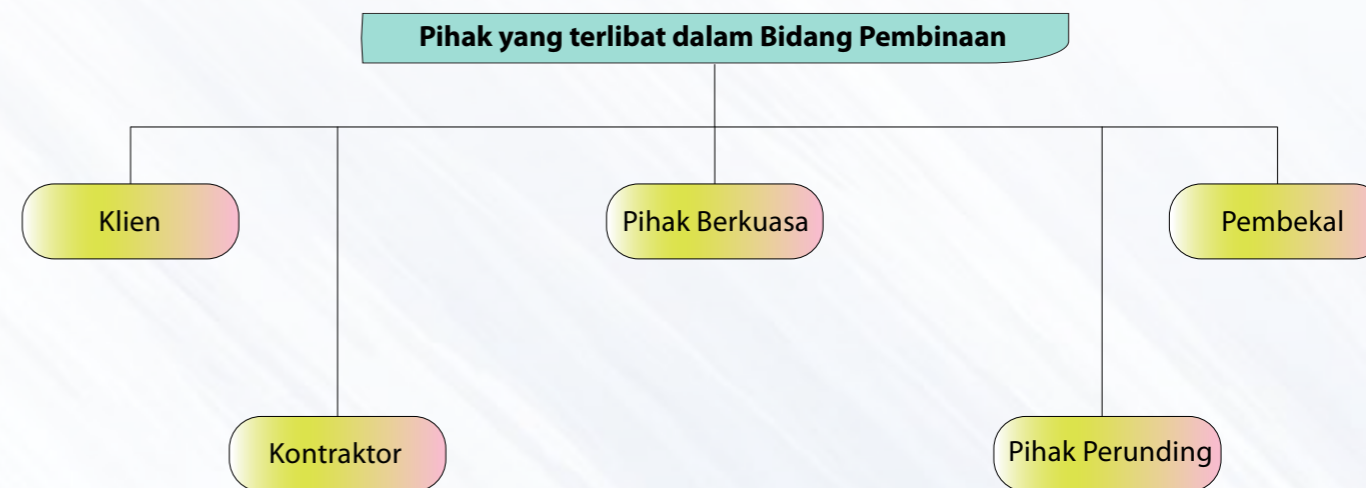 Pihak yang terlibat dalam Bidang Pembinaan
Klien
Pihak Berkuasa
Pembekal
Kontraktor
Pihak Perunding